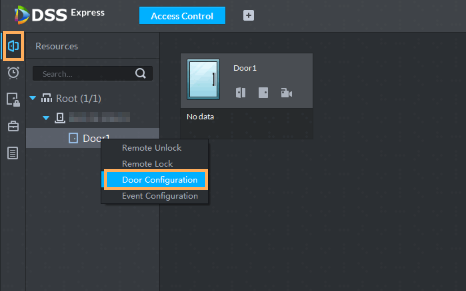 DSS Express
Access Control
Resources
Search...
Root (1/1)
Door1
Remote Unlock
Remote Lock
Door Configuration
Event Configuration
Door1
No data